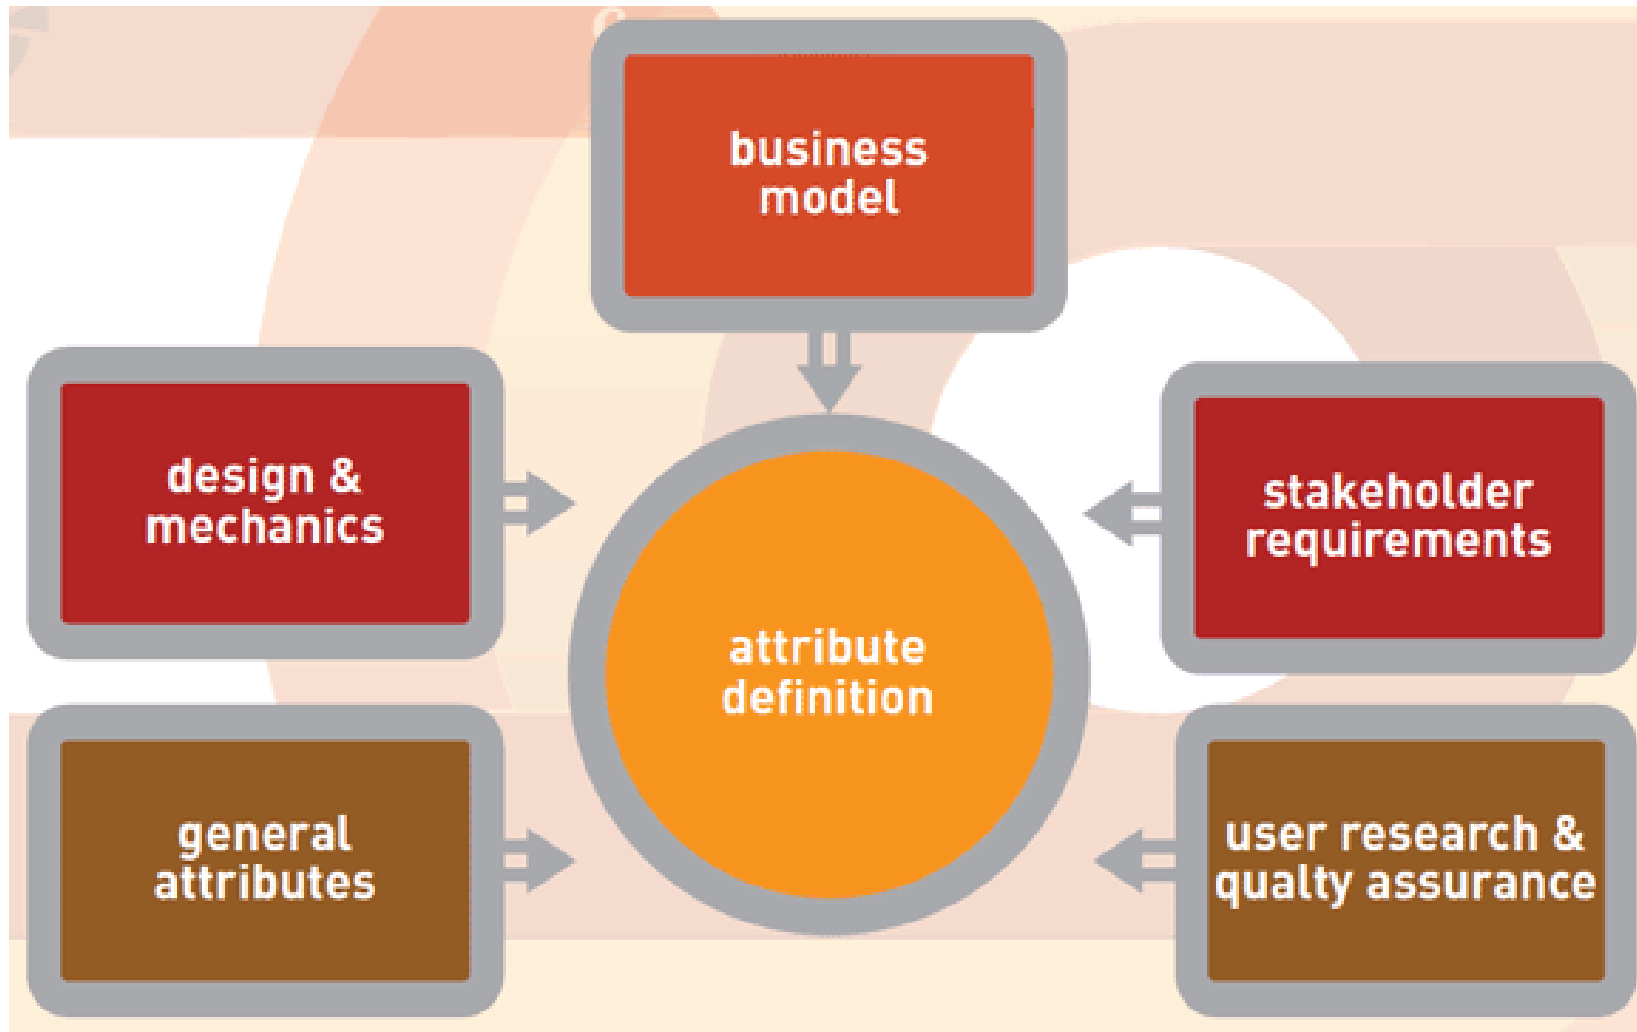 business
model
design &
mechanics
stakeholder
requirements
attribute
definition
general
attributes
user research &
qualty assurance